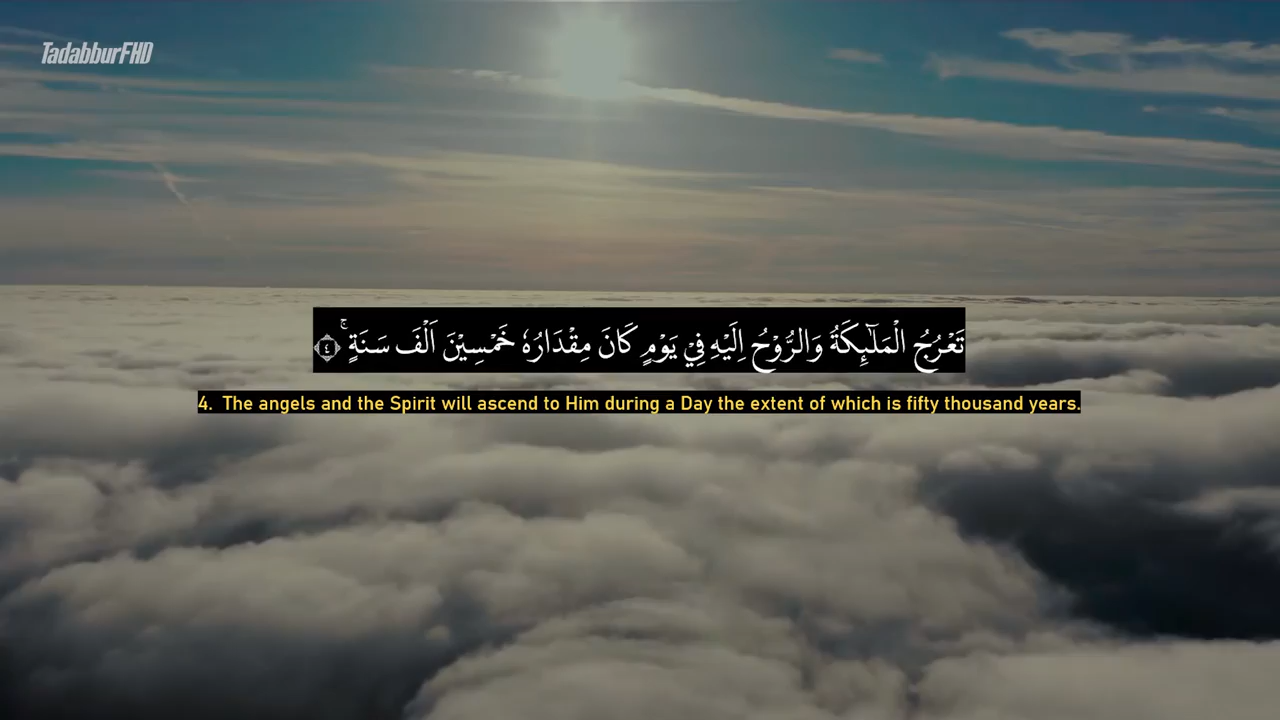 TadabburFHD
تَعْرُجُ الْمَلٰٓئِكَةُ وَالرُّوْحُ اِلَيْهِ فِيْ يَوْمٍ كَانَ مِقْدَارُهٗ خَمْسِيْنَ اَلْفَ سَنَةٍۚ ٤
4. The angels and the Spirit will ascend to Him during a Day the extent of which is fifty thousand years.